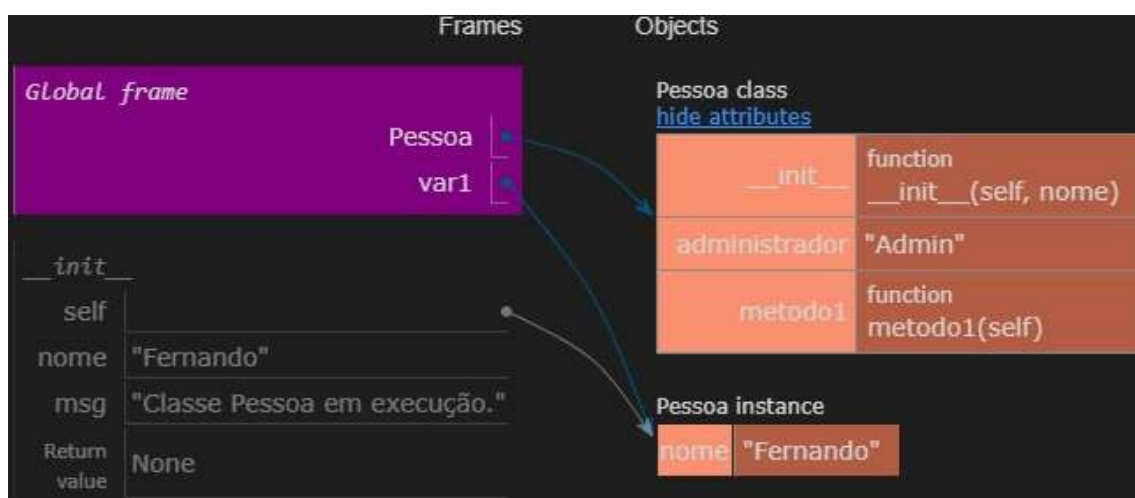 Frames Objects
Global frame
Pessoa
var1
__init__
self
nome "Fernando"
msg "Classe Pessoa em execução."
Return
value
None
Pessoa class
hide attributes
__init__
function
__init__(self, nome)
administrador "Admin"
metodo1
function
metodo1(self)
Pessoa instance
nome "Fernando"